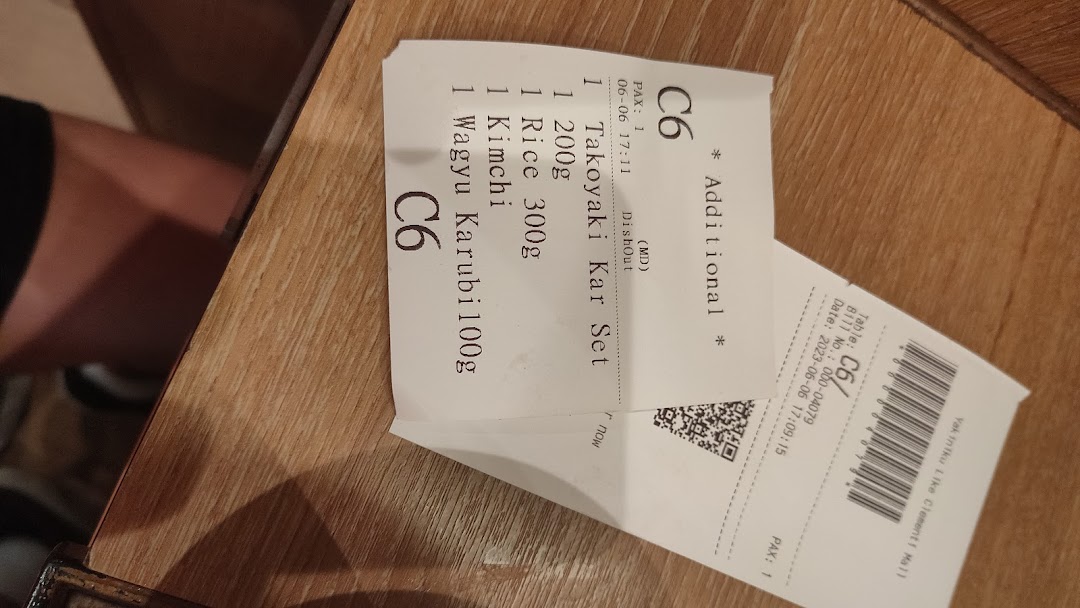 * Additional *
C6
(MD)
PAX: 1
06-06 17:11 DishOut
1 Takoyaki Kar Set
1 200g
1 Rice 300g
1 Kimchi
1 Wagyu Karubi100g
C6
Yakiniku Like Clementi Mall
Table: C6
Bill No.: 000-04079
Date: 2023-06-06 17:09:15
PAX: 1
now